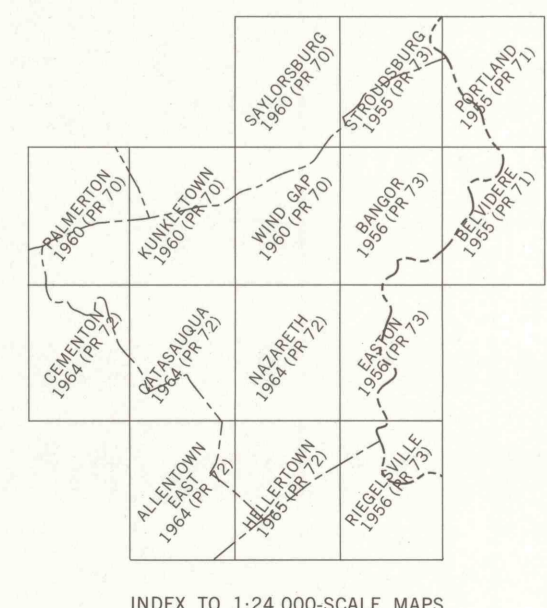 SAYLORSBURG
1960 (PR 70)
STROUDSBURG
1955 (PR 73)
PORTLAND
1955 (PR 71)
PALMERTON
1960 (PR 70)
KUNKLETOWN
1960 (PR 70)
WIND GAP
1960 (PR 70)
BANGOR
1956 (PR 73)
BELVIDERE
1955 (PR 71)
CEMENTON
1964 (PR 72)
CATASAUQUA
1964 (PR 72)
NAZARETH
1964 (PR 72)
EASTON
1956 (PR 73)
ALLENTOWN
EAST
1964 (PR 72)
HELLERTOWN
1965 (PR 72)
RIEGELSVILLE
1956 (PR 73)
INDEX TO 1:24 000-SCALE MAPS